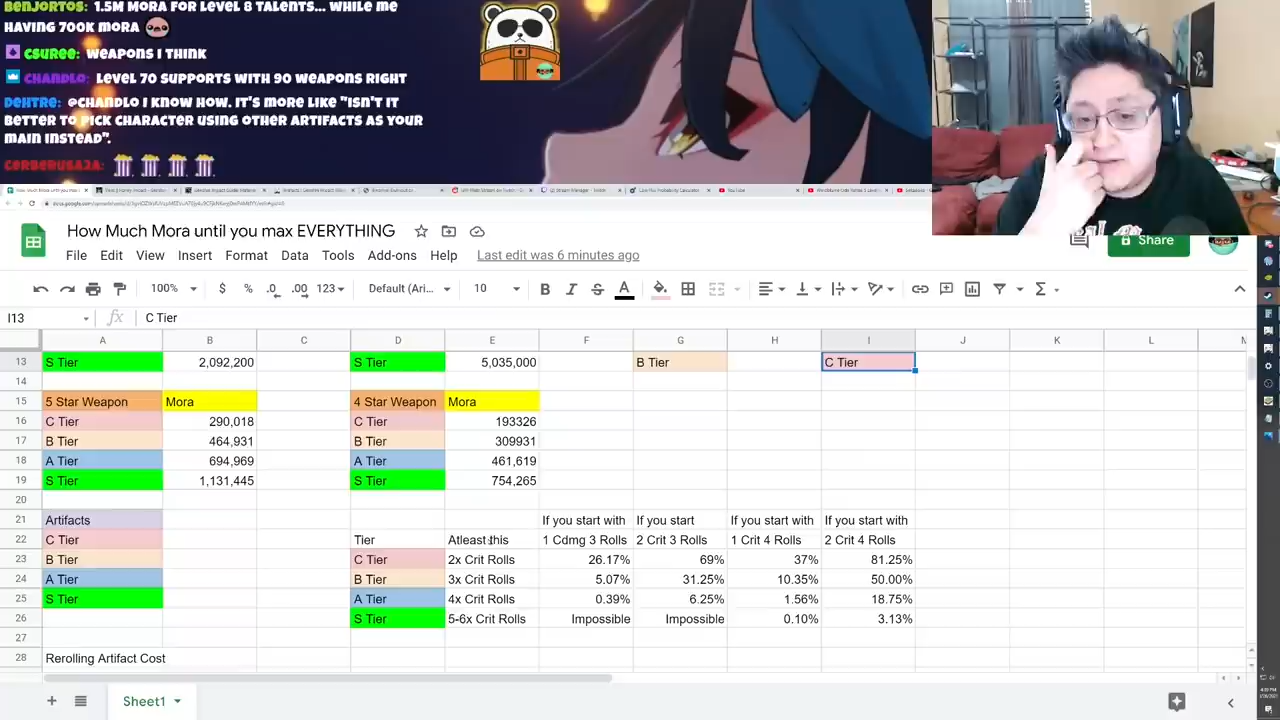 BENJORTOS: 1.5M MORA FOR LEVEL 8 TALENTS... WHILE ME
HAVING 700K MORA
CSUREE: WEAPONS I THINK
CHANDLO: LEVEL 70 SUPPORTS WITH 90 WEAPONS RIGHT
DEHTRE: @CHANDLO I KNOW HOW. IT'S MORE LIKE "ISN'T IT
BETTER TO PICK CHARACTER USING OTHER ARTIFACTS AS YOUR
MAIN INSTEAD".
How Much Mora until you max EVERYTHING
Share
File Edit View Insert Format Data Tools Add-ons Help Last edit was 6 minutes ago
100% $ % .0 .00 123 Default (Ari... 10 B I S A
I13 fx C Tier
A B C D E F G H I J K L M
13 S Tier 2,092,200 S Tier 5,035,000 B Tier C Tier
14
15 5 Star Weapon Mora 4 Star Weapon Mora
16 C Tier 290,018 C Tier 193326
17 B Tier 464,931 B Tier 309931
18 A Tier 694,969 A Tier 461,619
19 S Tier 1,131,445 S Tier 754,265
20
21 Artifacts If you start with If you start If you start with If you start with
22 C Tier Tier Atleast this 1 Cdmg 3 Rolls 2 Crit 3 Rolls 1 Crit 4 Rolls 2 Crit 4 Rolls
23 B Tier C Tier 2x Crit Rolls 26.17% 69% 37% 81.25%
24 A Tier B Tier 3x Crit Rolls 5.07% 31.25% 10.35% 50.00%
25 S Tier A Tier 4x Crit Rolls 0.39% 6.25% 1.56% 18.75%
26 S Tier 5-6x Crit Rolls Impossible Impossible 0.10% 3.13%
27
28 Rerolling Artifact Cost
Sheet1